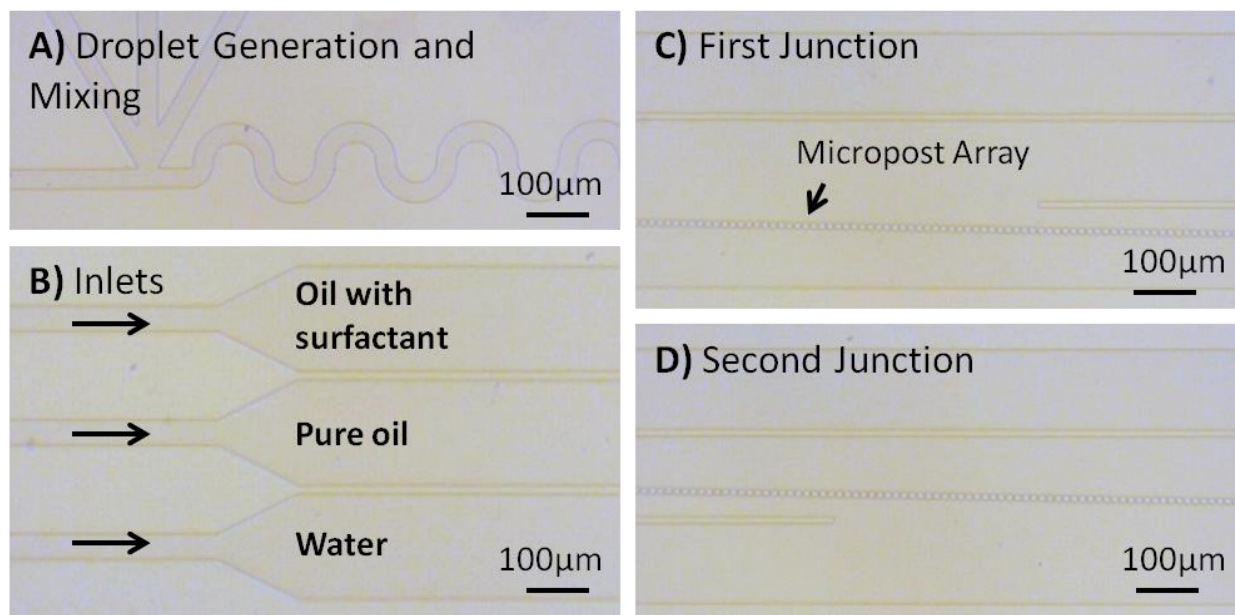 A) Droplet Generation and
Mixing
100µm
B) Inlets
Oil with
surfactant
Pure oil
Water
100µm
C) First Junction
Micropost Array
100µm
D) Second Junction
100µm